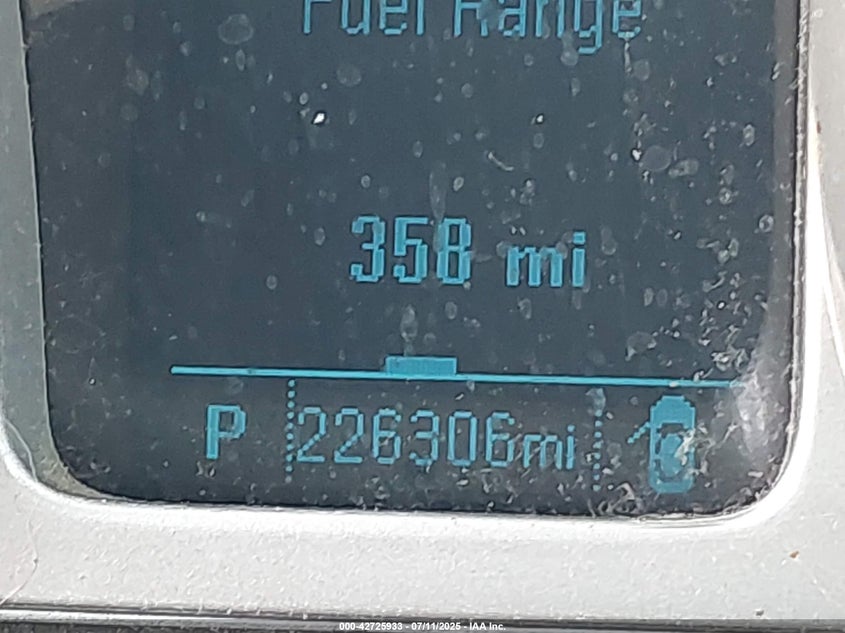 Fuel Range
358 mi
P 226306mi
000-42725933 - 07/11/2025 - IAA Inc.